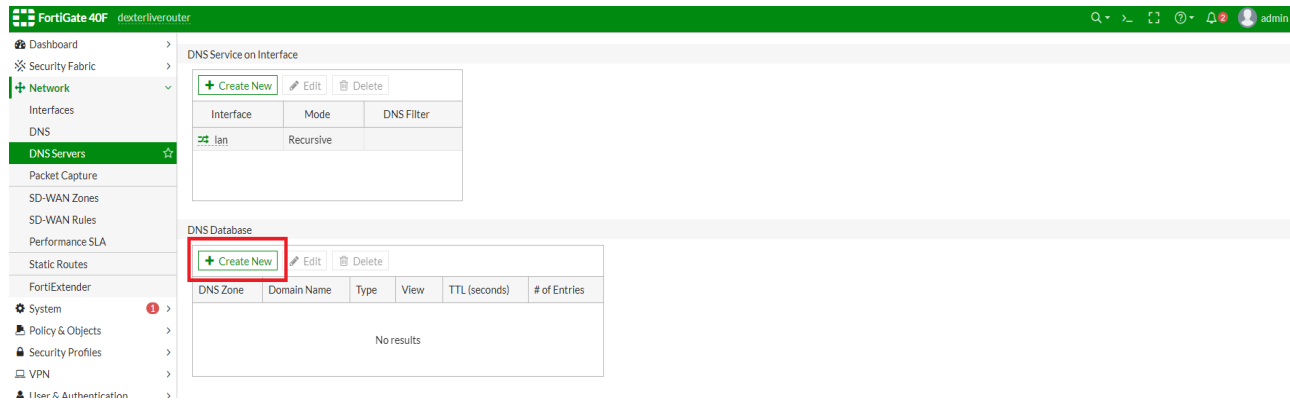 FortiGate 40F dexterliverouter
2 admin
Dashboard
Security Fabric
Network
Interfaces
DNS
DNS Servers
Packet Capture
SD-WAN Zones
SD-WAN Rules
Performance SLA
Static Routes
FortiExtender
System 1
Policy & Objects
Security Profiles
VPN
User & Authentication
DNS Service on Interface
+ Create New Edit Delete
Interface Mode DNS Filter
lan Recursive
DNS Database
+ Create New Edit Delete
DNS Zone Domain Name Type View TTL (seconds) # of Entries
No results